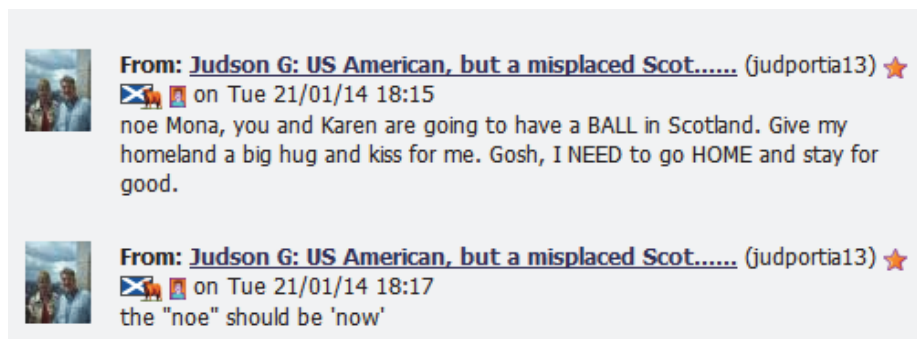 From: Judson G: US American, but a misplaced Scot...... (judportia13)
on Tue 21/01/14 18:15
noe Mona, you and Karen are going to have a BALL in Scotland. Give my
homeland a big hug and kiss for me. Gosh, I NEED to go HOME and stay for
good.
From: Judson G: US American, but a misplaced Scot...... (judportia13)
on Tue 21/01/14 18:17
the "noe" should be 'now'